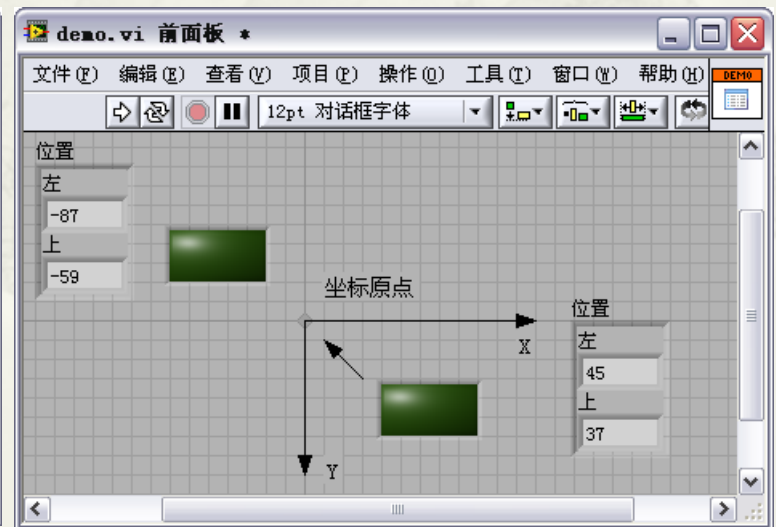 demo.vi 前面板 *
文件(F) 编辑(E) 查看(V) 项目(P) 操作(O) 工具(T) 窗口(W) 帮助(H)
DEMO
12pt 对话框字体
位置
左
-87
上
-59
坐标原点
X
Y
位置
左
45
上
37